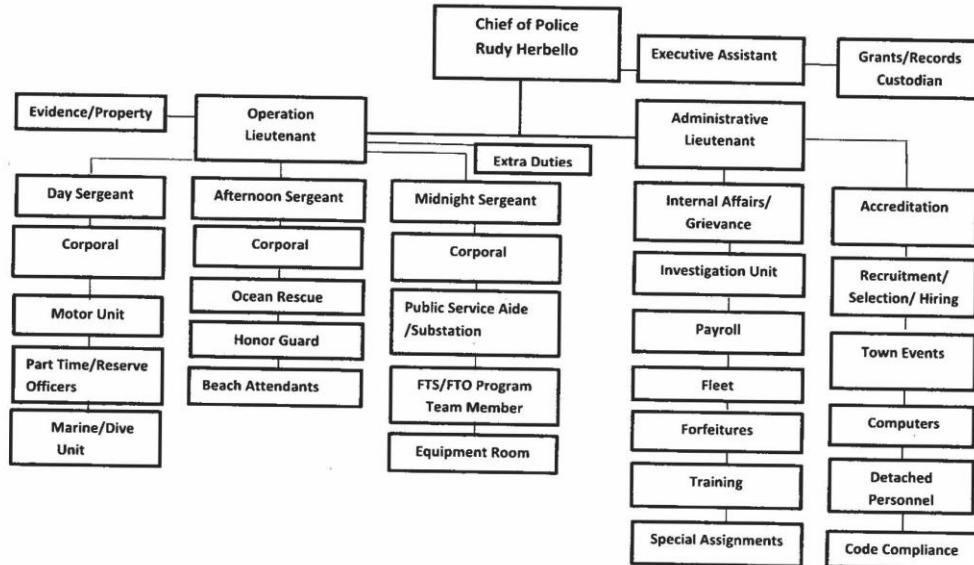 Chief of Police
Rudy Herbello
Executive Assistant
Grants/Records
Custodian
Evidence/Property
Operation
Lieutenant
Administrative
Lieutenant
Extra Duties
Day Sergeant
Corporal
Motor Unit
Part Time/Reserve
Officers
Marine/Dive
Unit
Afternoon Sergeant
Corporal
Ocean Rescue
Honor Guard
Beach Attendants
Midnight Sergeant
Corporal
Public Service Aide
/Substation
FTS/FTO Program
Team Member
Equipment Room
Internal Affairs/
Grievance
Investigation Unit
Payroll
Fleet
Forfeitures
Training
Special Assignments
Accreditation
Recruitment/
Selection/ Hiring
Town Events
Computers
Detached
Personnel
Code Compliance